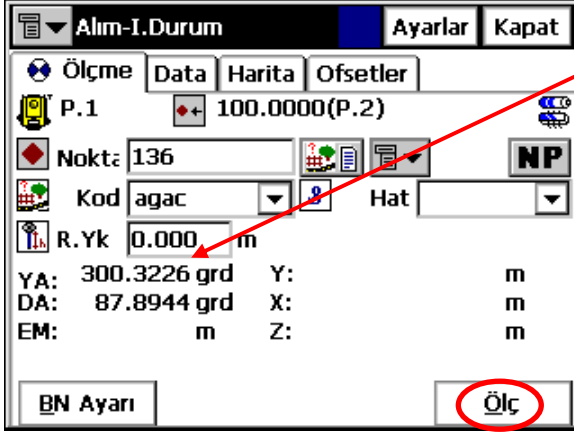 Alım-I.Durum Ayarlar Kapat
Ölçme Data Harita Ofsetler
P.1 100.0000(P.2)
Nokta 136 NP
Kod agac 8 Hat
R.Yk 0.000 m
YA: 300.3226 grd Y: m
DA: 87.8944 grd X: m
EM: m Z: m
BN Ayarı Ölç